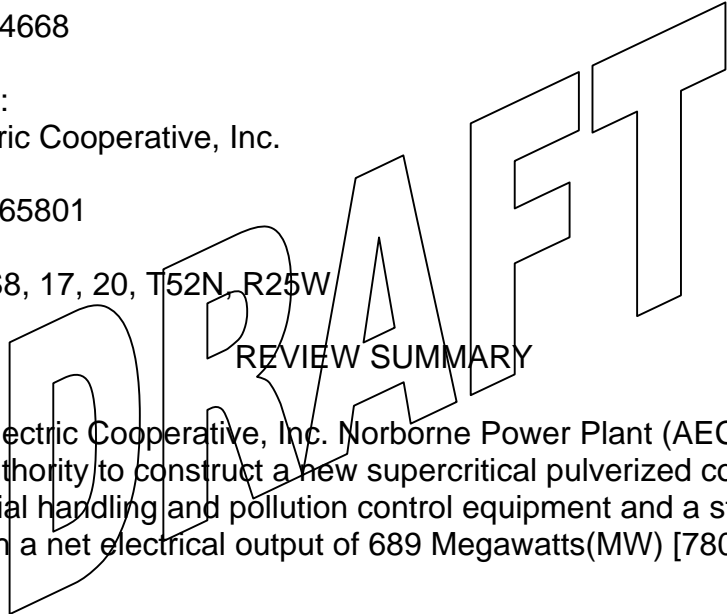 4668
:
ric Cooperative, Inc.
65801
S8, 17, 20, T52N, R25W
REVIEW SUMMARY
lectric Cooperative, Inc. Norborne Power Plant (AEC
thority to construct a new supercritical pulverized co
ial handling and pollution control equipment and a st
h a net electrical output of 689 Megawatts(MW) [780
DRAFT